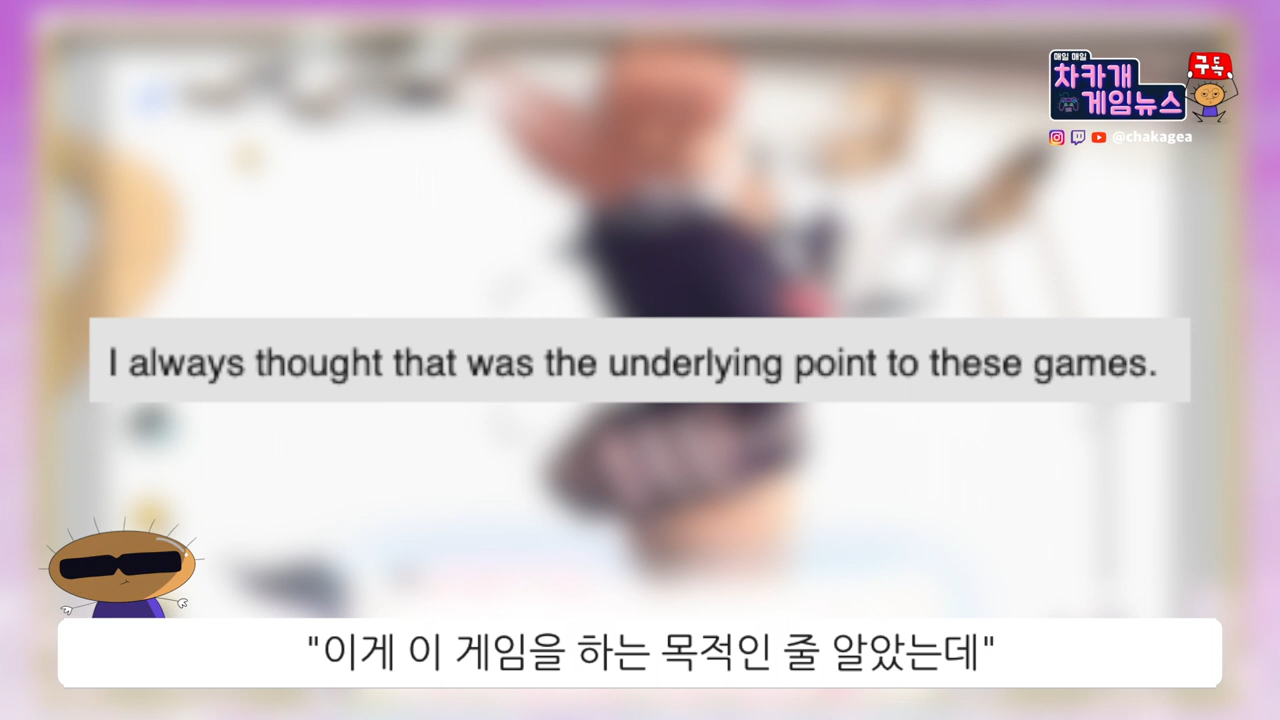 매일 매일
차카개
게임뉴스
구독
@chakagea
I always thought that was the underlying point to these games.
"이게 이 게임을 하는 목적인 줄 알았는데"